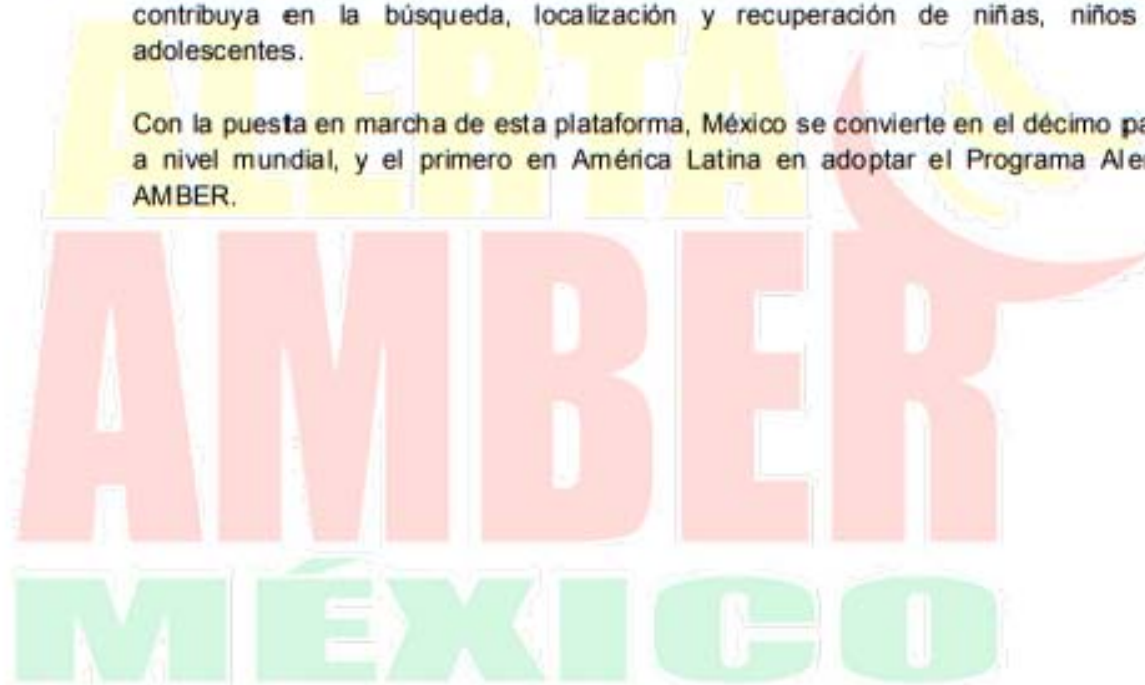 contribuya en la búsqueda, localización y recuperación de niñas, niños
adolescentes.
Con la puesta en marcha de esta plataforma, México se convierte en el décimo pa
a nivel mundial, y el primero en América Latina en adoptar el Programa Ale
AMBER.
ALERTA
AMBER
MÉXICO